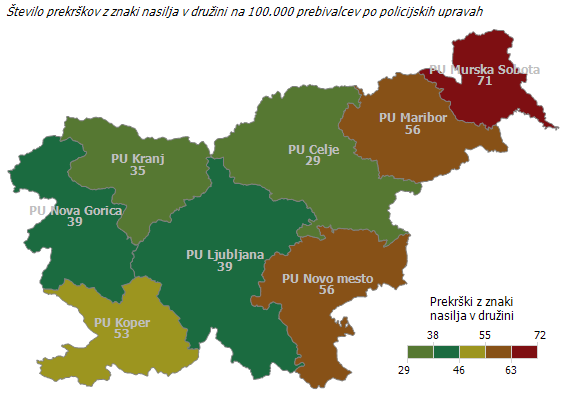 Število prekrškov z znaki nasilja v družini na 100.000 prebivalcev po policijskih upravah
PU Murska Sobota
71
PU Maribor
56
PU Celje
29
PU Kranj
35
PU Nova Gorica
39
PU Ljubljana
39
PU Novo mesto
56
PU Koper
53
Prekrški z znaki
nasilja v družini
38 55 72
29 46 63